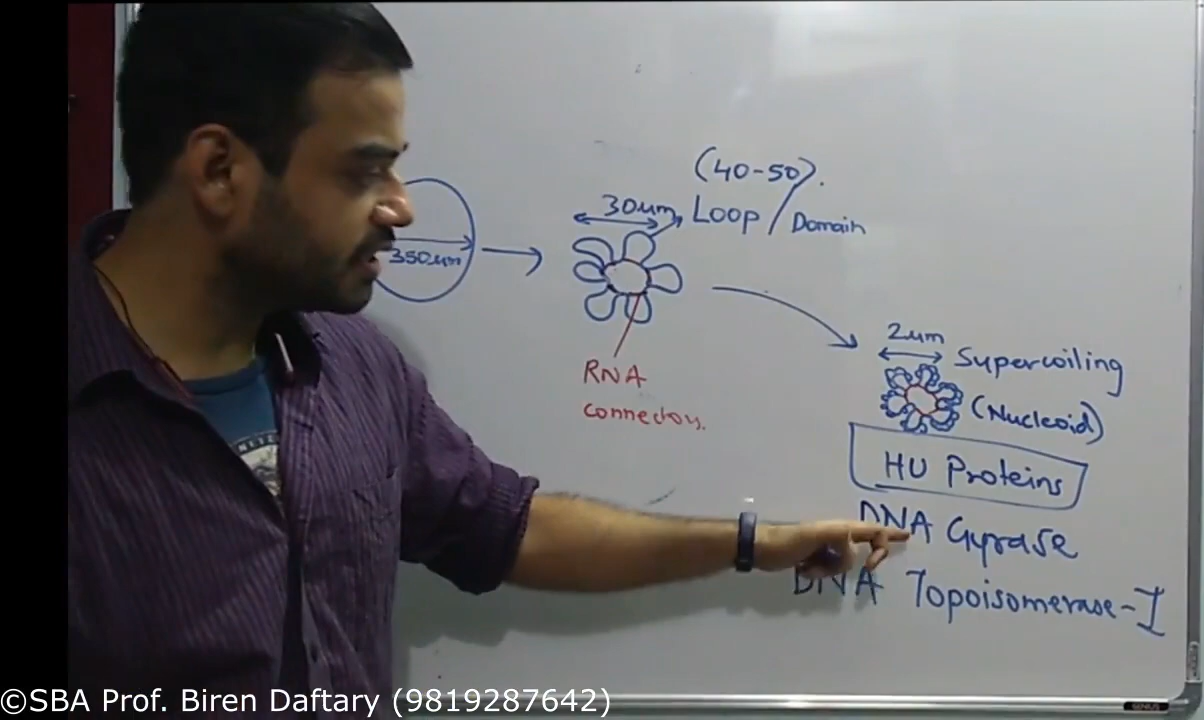 (40-50).
30um
Loop / Domain
350um
RNA
connectors.
2um
Supercoiling
(Nucleoid)
HU Proteins
DNA Gyrase
DNA Topoisomerase-I
©SBA Prof. Biren Daftary (9819287642)